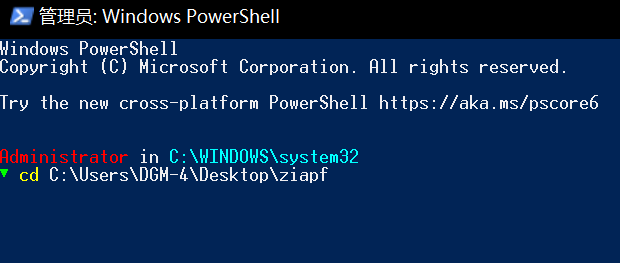 管理员: Windows PowerShell
Windows PowerShell
Copyright (C) Microsoft Corporation. All rights reserved.
Try the new cross-platform PowerShell https://aka.ms/pscore6
Administrator in C:\WINDOWS\system32
cd C:\Users\DGM-4\Desktop\ziapf